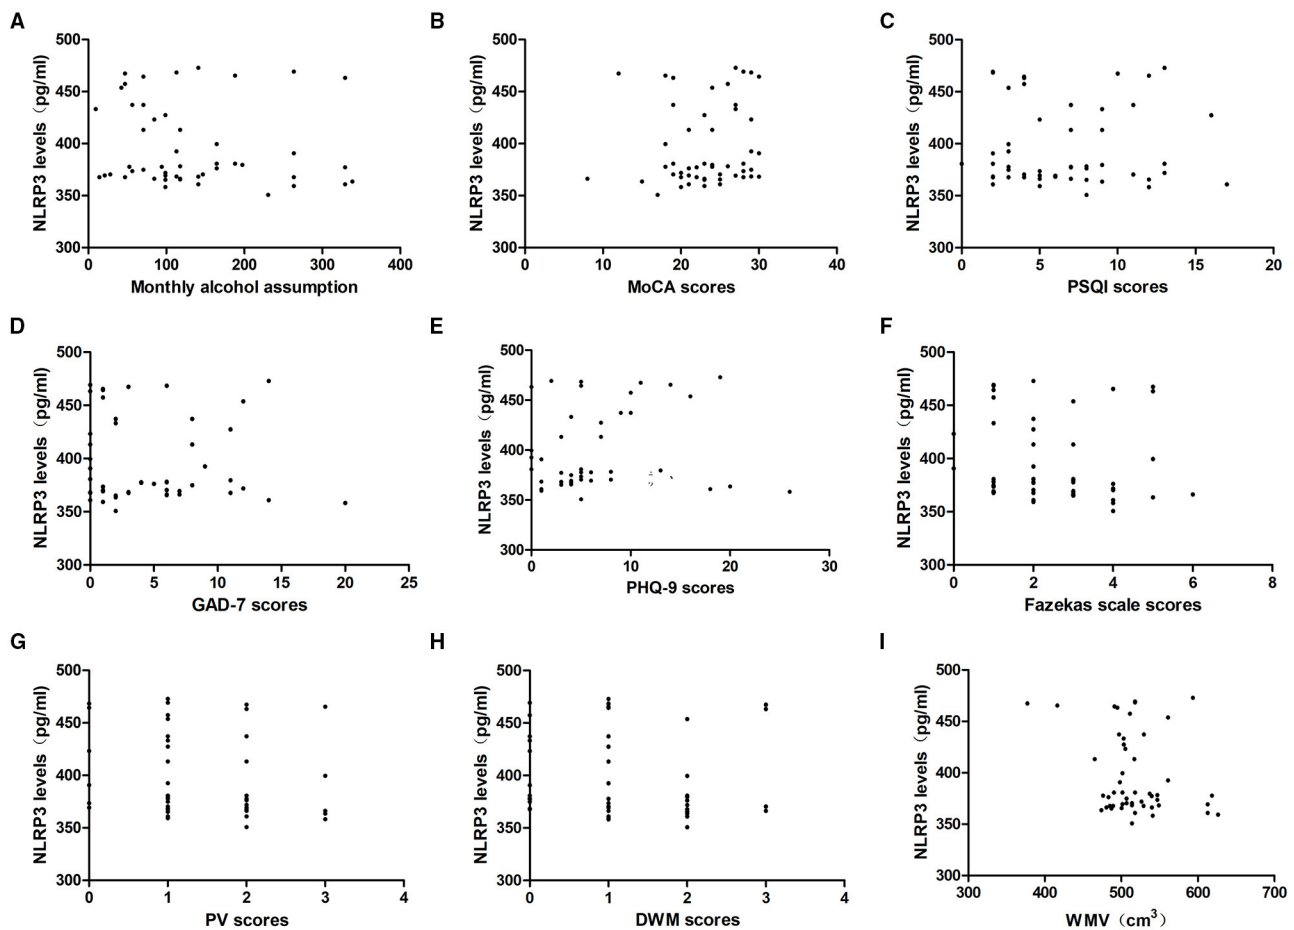 A
NLRP3 levels（pg/ml）
500
450
400
350
300
0 100 200 300 400
Monthly alcohol assumption
B
NLRP3 levels（pg/ml）
500
450
400
350
300
0 10 20 30 40
MoCA scores
C
NLRP3 levels（pg/ml）
500
450
400
350
300
0 5 10 15 20
PSQI scores
D
NLRP3 levels（pg/ml）
500
450
400
350
300
0 5 10 15 20 25
GAD-7 scores
E
NLRP3 levels（pg/ml）
500
450
400
350
300
0 10 20 30
PHQ-9 scores
F
NLRP3 levels（pg/ml）
500
450
400
350
300
0 2 4 6 8
Fazekas scale scores
G
NLRP3 levels（pg/ml）
500
450
400
350
300
0 1 2 3 4
PV scores
H
NLRP3 levels（pg/ml）
500
450
400
350
300
0 1 2 3 4
DWM scores
I
NLRP3 levels（pg/ml）
500
450
400
350
300
300 400 500 600 700
WMV（cm³）